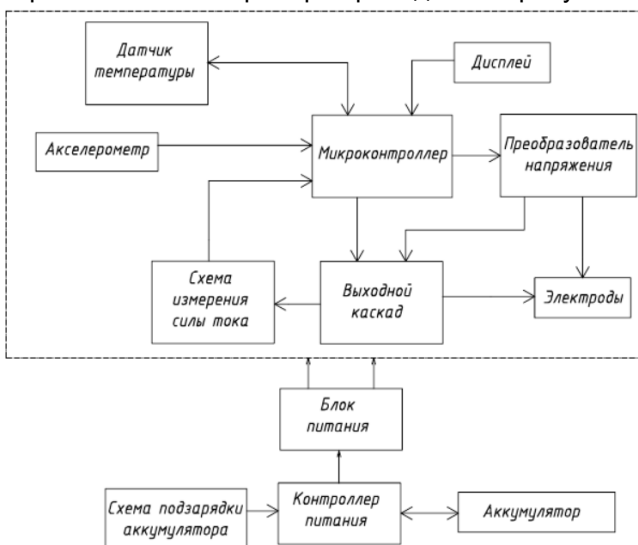 Датчик
температуры
Дисплей
Акселерометр
Микроконтроллер
Преобразователь
напряжения
Схема
измерения
силы тока
Выходной
каскад
Электроды
Блок
питания
Схема подзарядки
аккумулятора
Контроллер
питания
Аккумулятор